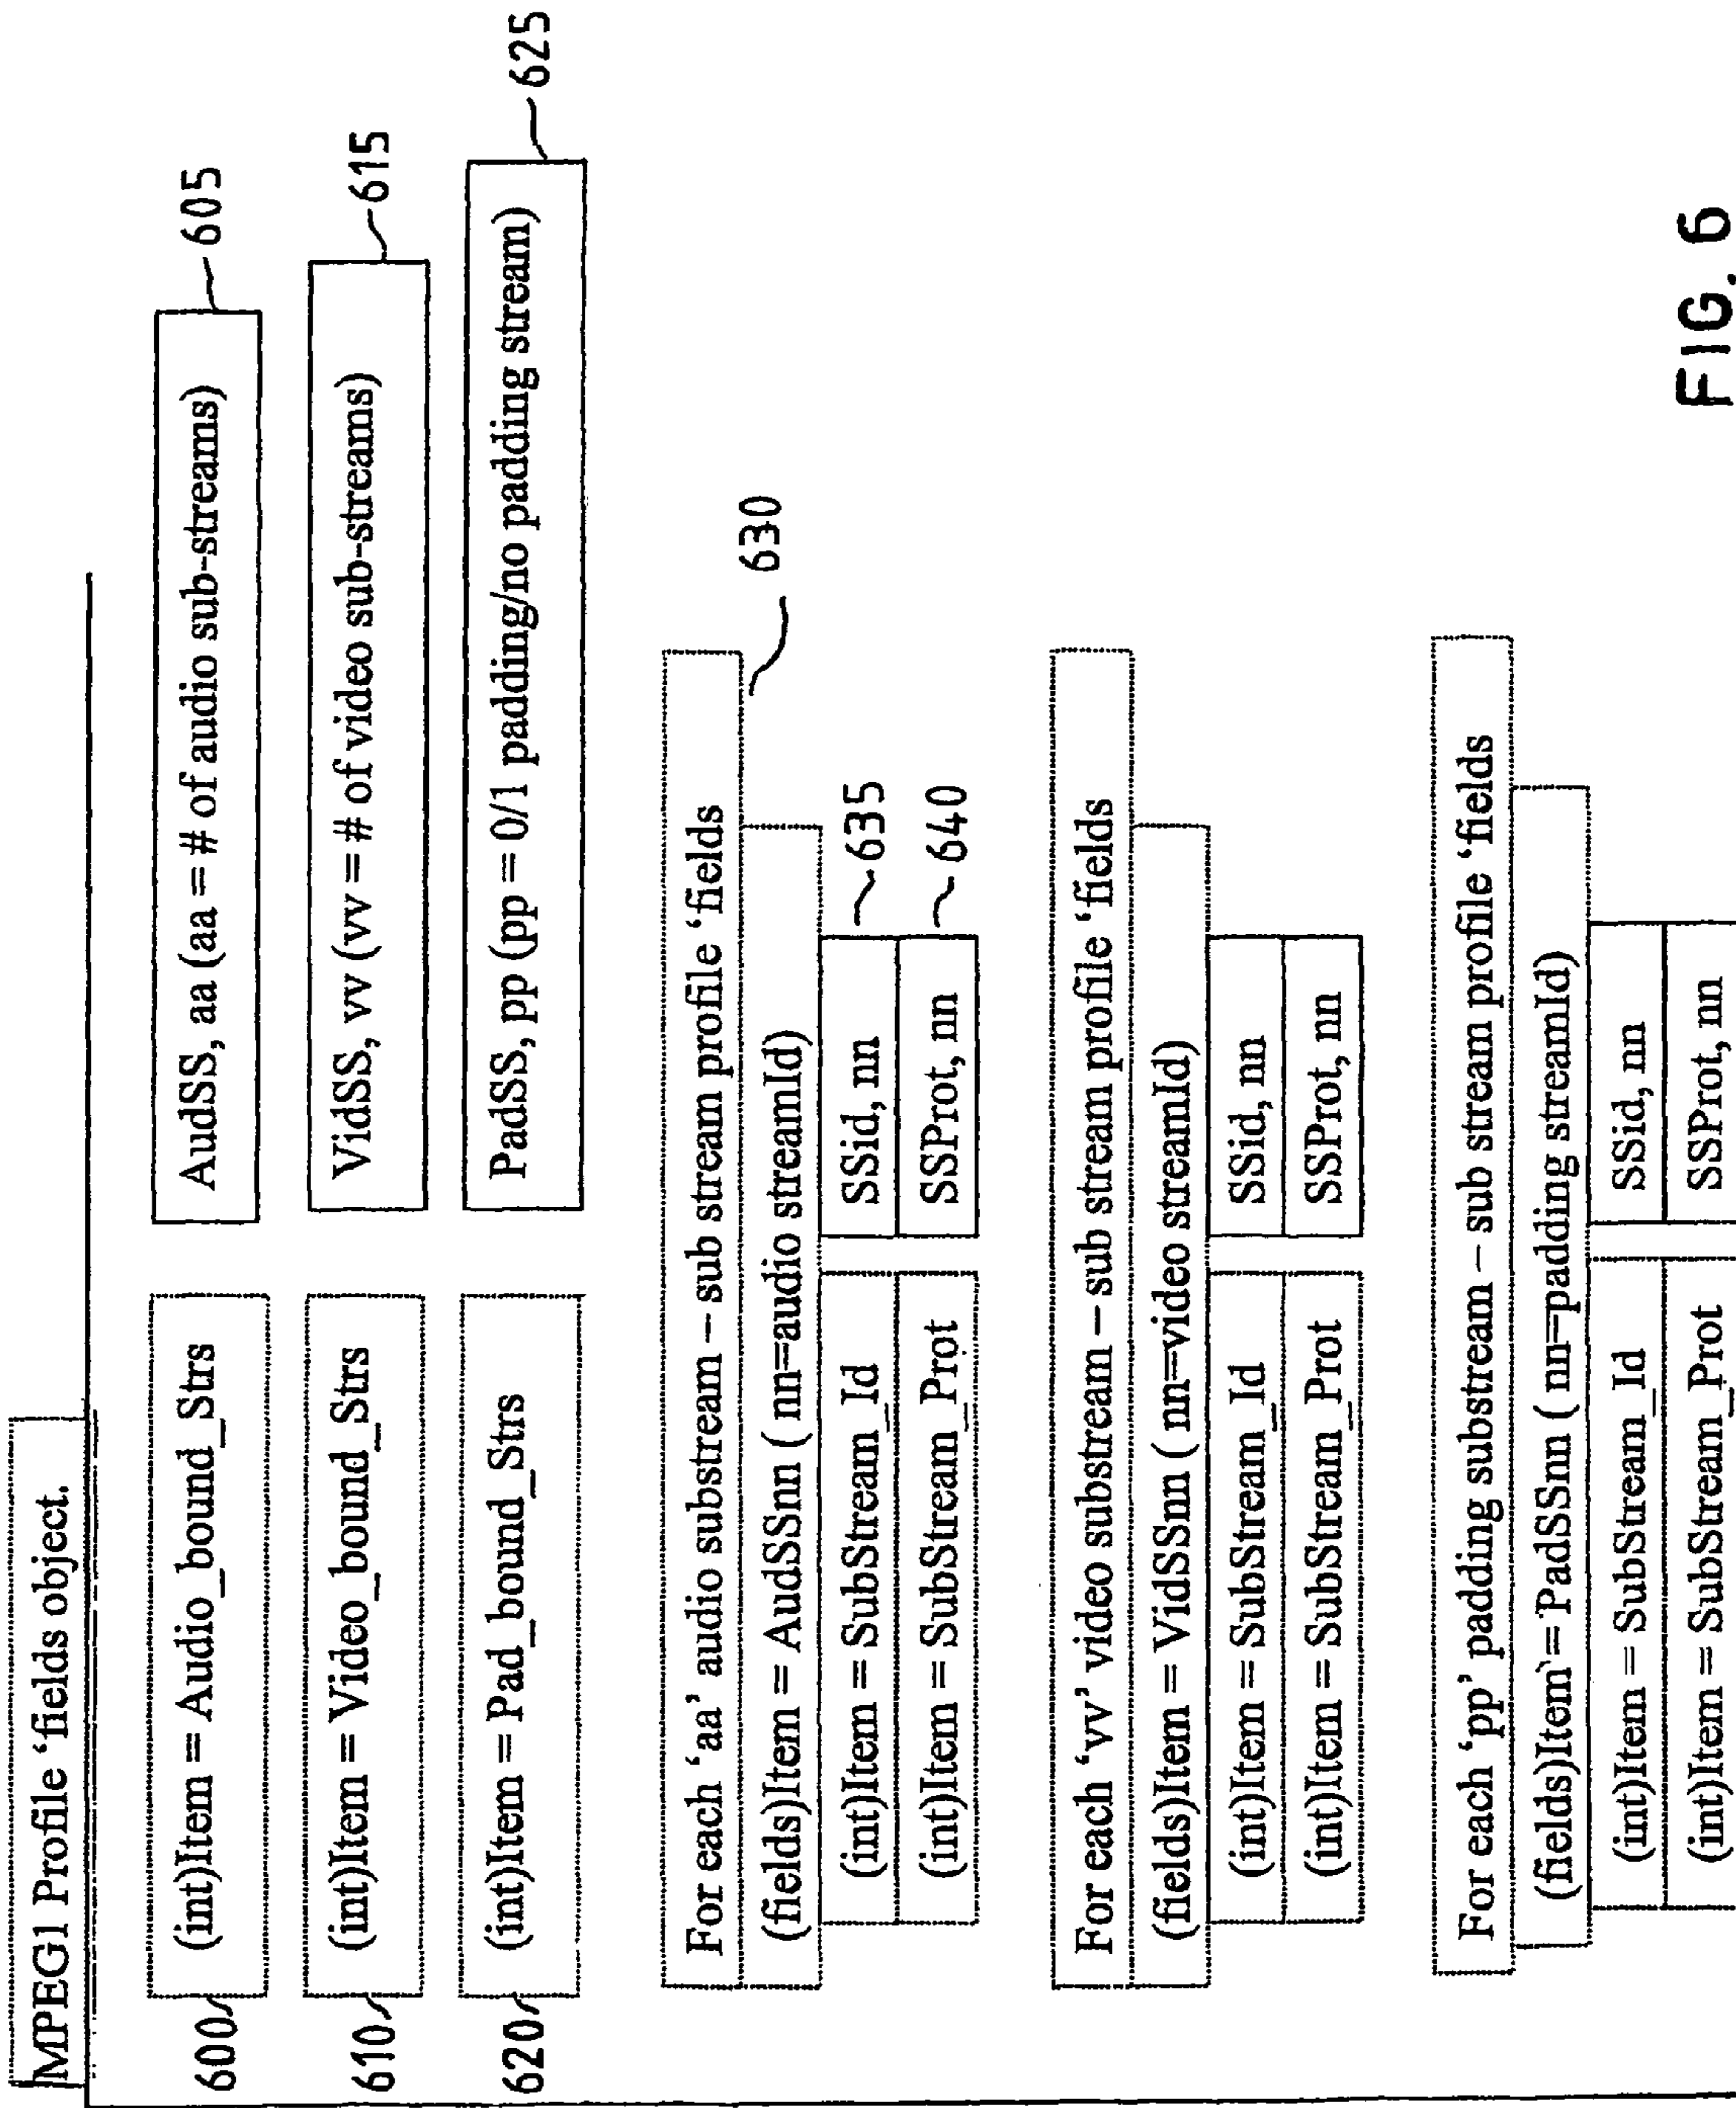 MPEG1 Profile ‘fields object.
600 (int)Item = Audio_bound_Strs AudSS, aa (aa = # of audio sub-streams) 605
610 (int)Item = Video_bound_Strs VidSS, vv (vv = # of video sub-streams) 615
620 (int)Item = Pad_bound_Strs PadSS, pp (pp = 0/1 padding/no padding stream) 625
For each ‘aa’ audio substream – sub stream profile ‘fields
630
(fields)Item = AudSSnn ( nn=audio streamId)
(int)Item = SubStream_Id SSid, nn 635
(int)Item = SubStream_Prot SSProt, nn 640
For each ‘vv’ video substream – sub stream profile ‘fields
(fields)Item = VidSSnn ( nn=video streamId)
(int)Item = SubStream_Id SSid, nn
(int)Item = SubStream_Prot SSProt, nn
For each ‘pp’ padding substream – sub stream profile ‘fields
(fields)Item = PadSSnn ( nn=padding streamId)
(int)Item = SubStream_Id SSid, nn
(int)Item = SubStream_Prot SSProt, nn
FIG. 6